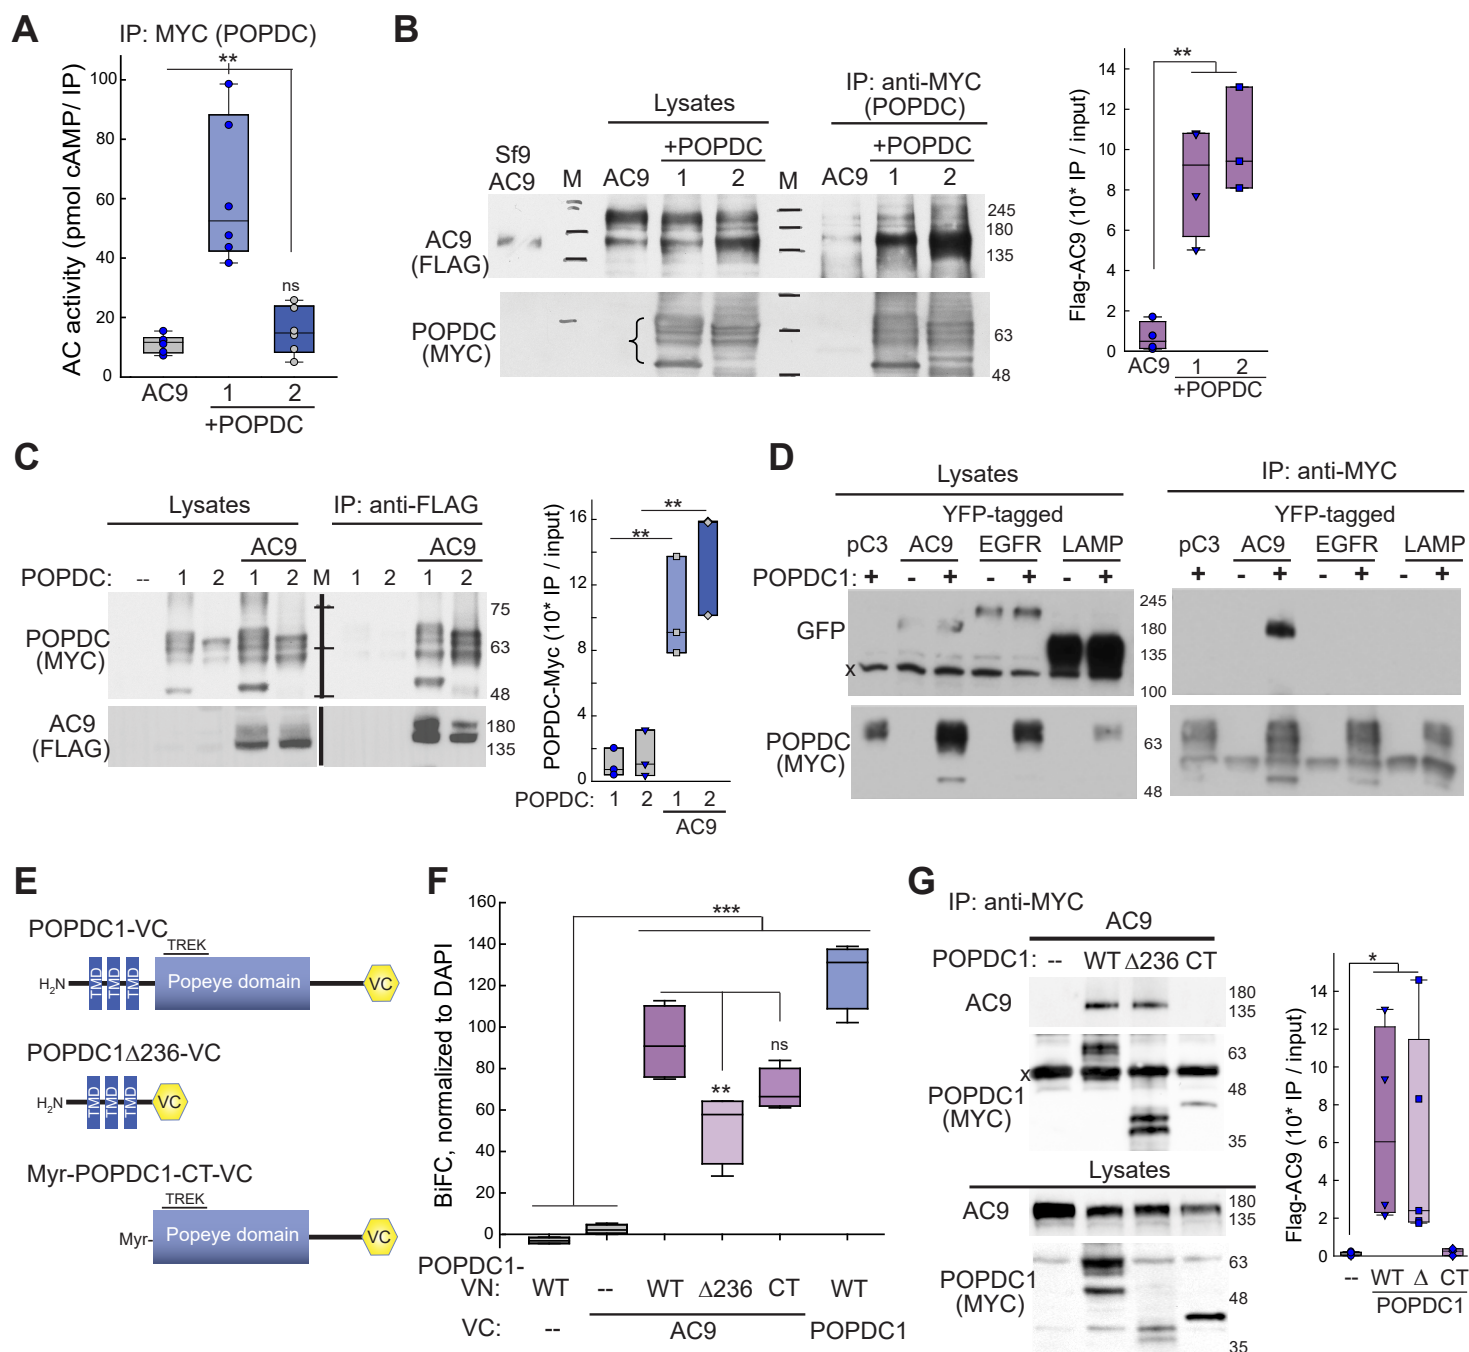 A
IP: MYC (POPDC)
**
ns
AC activity (pmol cAMP/ IP)
100
80
60
40
20
0
AC9 1 2
+POPDC
B
Lysates
IP: anti-MYC
(POPDC)
+POPDC +POPDC
Sf9
AC9 M AC9 1 2 M AC9 1 2
AC9
(FLAG)
245
180
135
POPDC
(MYC)
63
48
**
Flag-AC9 (10* IP / input)
14
12
10
8
6
4
2
0
AC9 1 2
+POPDC
C
Lysates IP: anti-FLAG
AC9 AC9
POPDC: -- 1 2 1 2 M 1 2 1 2
POPDC
(MYC)
75
63
48
AC9
(FLAG)
180
135
** **
POPDC-Myc (10* IP / input)
16
12
8
4
0
POPDC: 1 2 1 2
AC9
D
Lysates IP: anti-MYC
YFP-tagged YFP-tagged
pC3 AC9 EGFR LAMP pC3 AC9 EGFR LAMP
POPDC1: + - + - + - + + - + - + - +
GFP
x
245
180
135
100
POPDC
(MYC)
63
48
E
POPDC1-VC
TREK
H2N TMD TMD TMD Popeye domain VC
POPDC1Δ236-VC
H2N TMD TMD TMD VC
Myr-POPDC1-CT-VC
TREK
Myr- Popeye domain VC
F
BiFC, normalized to DAPI
160
140
120
100
80
60
40
20
0
***
**
ns
POPDC1-
VN: WT -- WT Δ236 CT WT
VC: -- AC9 POPDC1
G
IP: anti-MYC
AC9
POPDC1: -- WT Δ236 CT
AC9
180
135
x
POPDC1
(MYC)
63
48
35
Lysates
AC9
180
135
POPDC1
(MYC)
63
48
35
*
Flag-AC9 (10* IP / input)
14
12
10
8
6
4
2
0
-- WT Δ CT
POPDC1